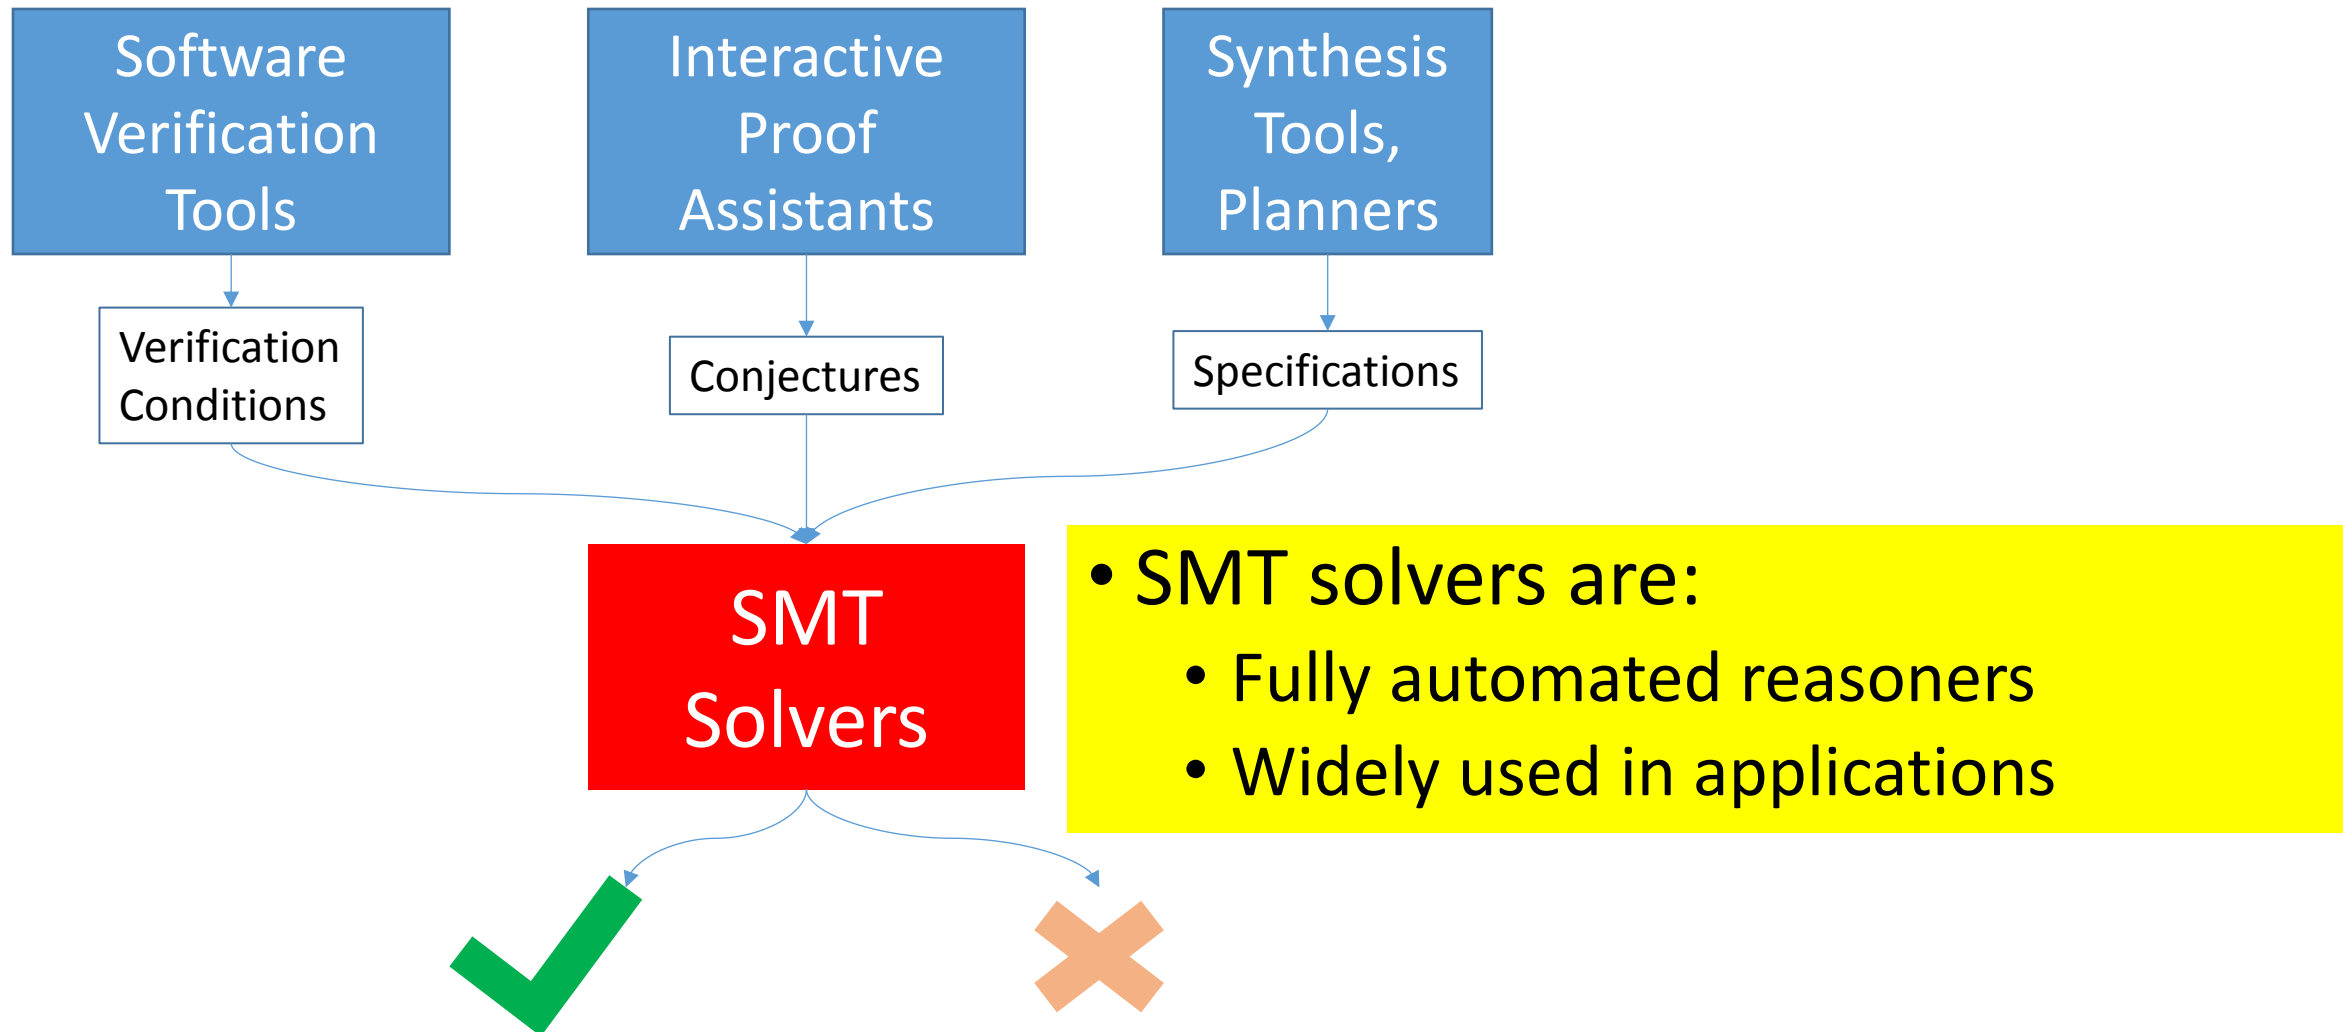 Software
Verification
Tools
Interactive
Proof
Assistants
Synthesis
Tools,
Planners
Verification
Conditions
Conjectures
Specifications
SMT
Solvers
• SMT solvers are:
• Fully automated reasoners
• Widely used in applications